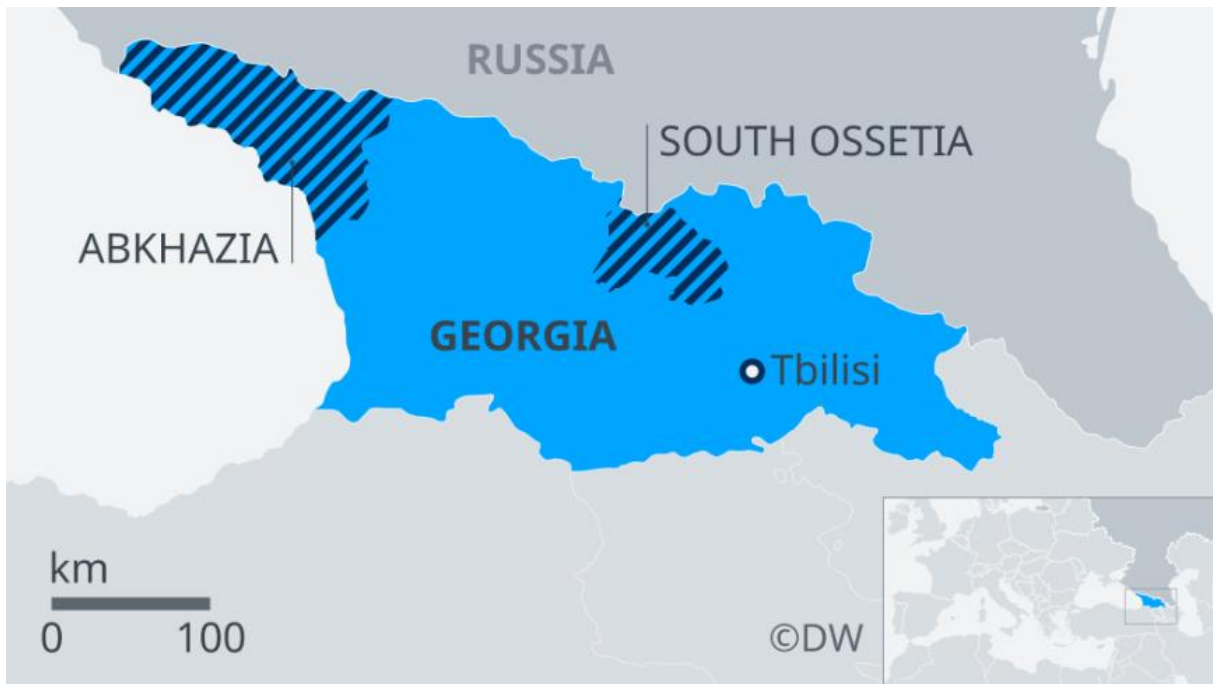 RUSSIA
SOUTH OSSETIA
ABKHAZIA
GEORGIA
Tbilisi
km
0 100
©DW